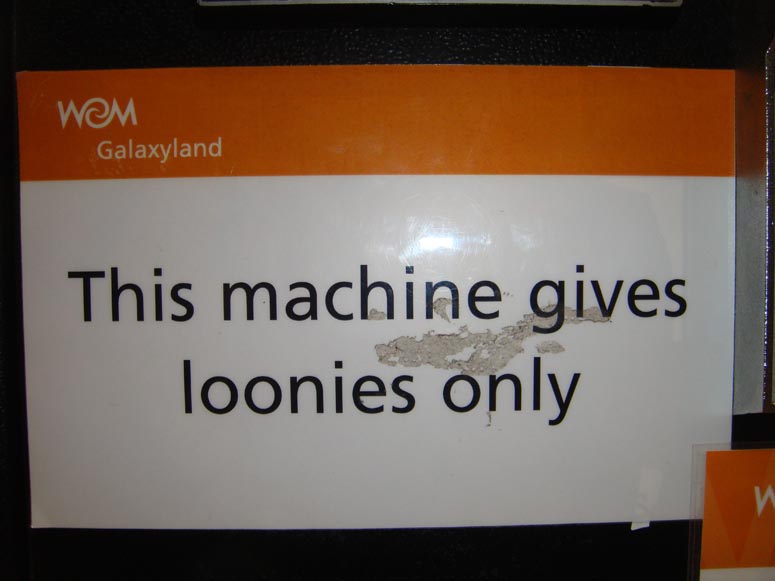 WEM
Galaxyland
This machine gives
loonies only
W